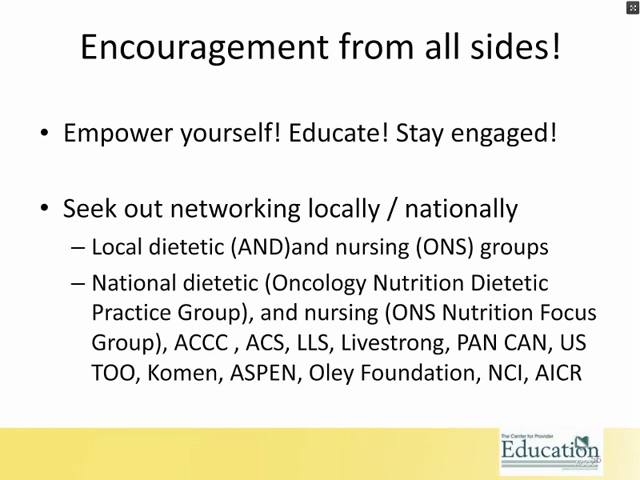 Encouragement from all sides!
• Empower yourself! Educate! Stay engaged!
• Seek out networking locally / nationally
– Local dietetic (AND)and nursing (ONS) groups
– National dietetic (Oncology Nutrition Dietetic
Practice Group), and nursing (ONS Nutrition Focus
Group), ACCC , ACS, LLS, Livestrong, PAN CAN, US
TOO, Komen, ASPEN, Oley Foundation, NCI, AICR
The Center for Provider
Education